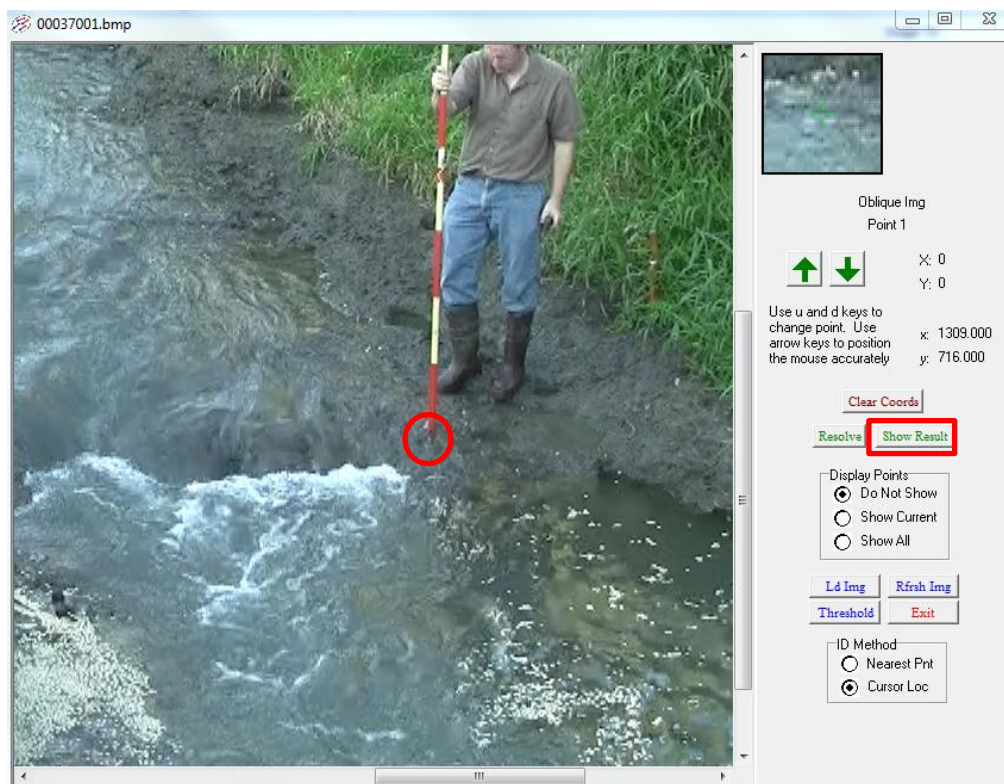 00037001.bmp
Oblique Img
Point 1
X: 0
Y: 0
Use u and d keys to
change point. Use
arrow keys to position
the mouse accurately
x: 1309.000
y: 716.000
Clear Coords
Resolve
Show Result
Display Points
Do Not Show
Show Current
Show All
Ld Img
Rfrsh Img
Threshold
Exit
ID Method
Nearest Pnt
Cursor Loc